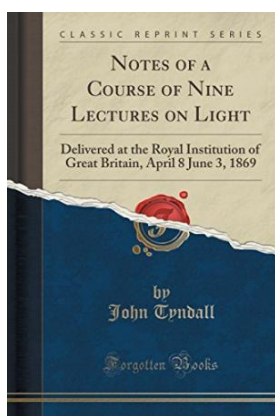 CLASSIC REPRINT SERIES
NOTES OF A
COURSE OF NINE
LECTURES ON LIGHT
Delivered at the Royal Institution of
Great Britain, April 8 June 3, 1869
by
John Tyndall
Forgotten Books